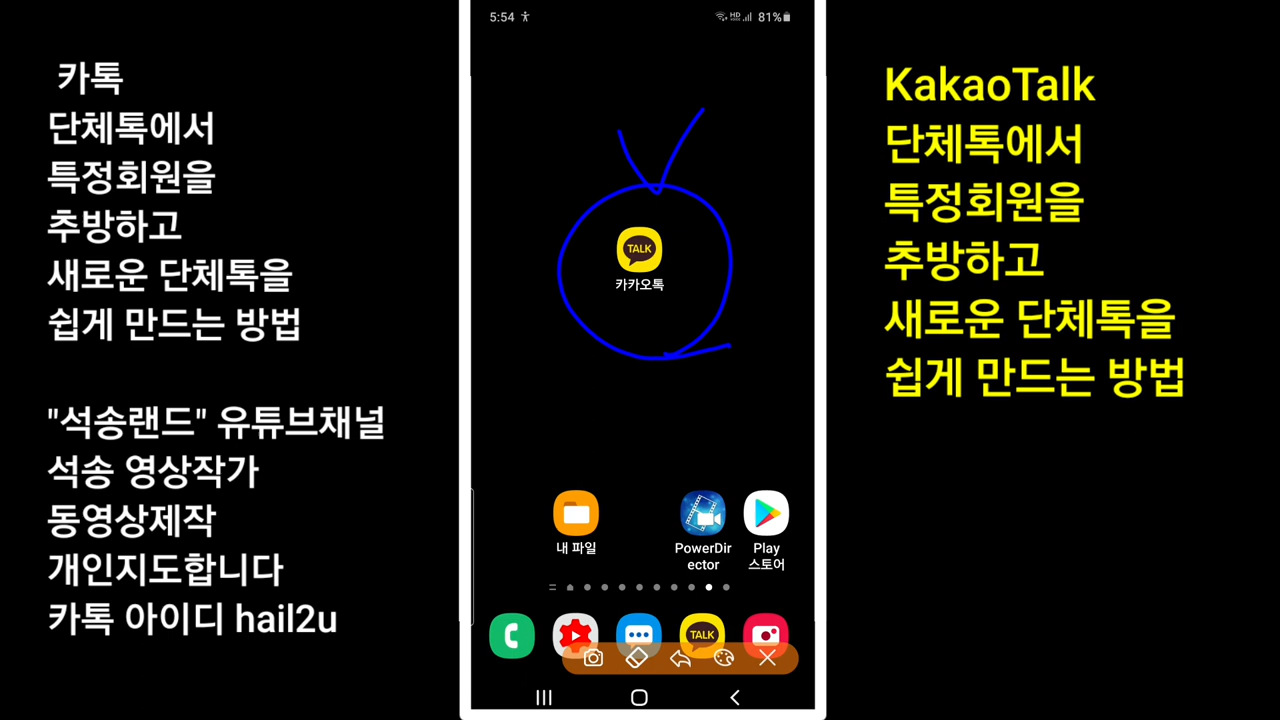 카톡
단체톡에서
특정회원을
추방하고
새로운 단체톡을
쉽게 만드는 방법
"석송랜드" 유튜브채널
석송 영상작가
동영상제작
개인지도합니다
카톡 아이디 hail2u
5:54
HD
81%
TALK
카카오톡
내 파일
PowerDir
ector
Play
스토어
TALK
KakaoTalk
단체톡에서
특정회원을
추방하고
새로운 단체톡을
쉽게 만드는 방법